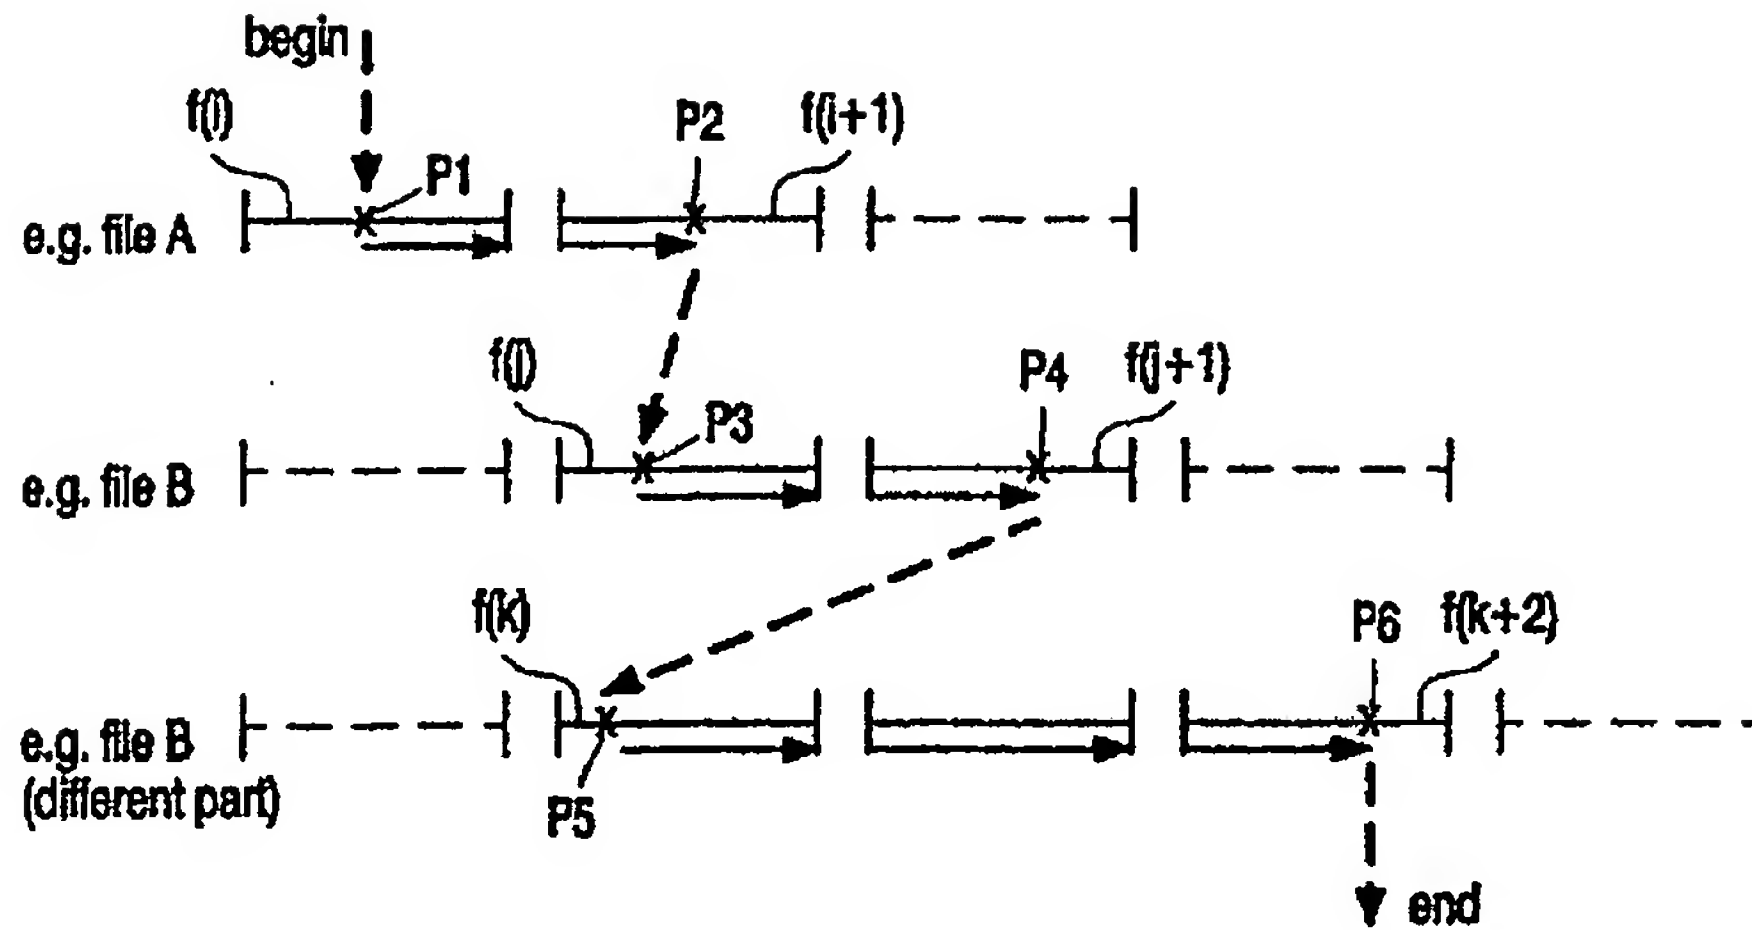 begin
f(i)
P2
f(i+1)
P1
e.g. file A
f(j)
P4
f(j+1)
P3
e.g. file B
f(k)
P6
f(k+2)
e.g. file B
(different part)
P5
end